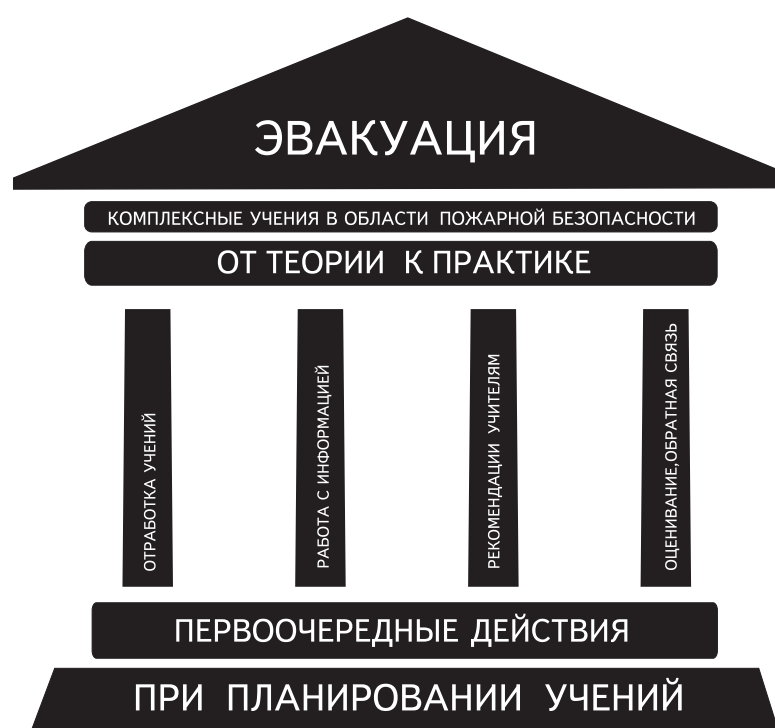 ЭВАКУАЦИЯ
КОМПЛЕКСНЫЕ УЧЕНИЯ В ОБЛАСТИ ПОЖАРНОЙ БЕЗОПАСНОСТИ
ОТ ТЕОРИИ К ПРАКТИКЕ
ОТРАБОТКА УЧЕНИЙ
РАБОТА С ИНФОРМАЦИЕЙ
РЕКОМЕНДАЦИИ УЧИТЕЛЯМ
ОЦЕНИВАНИЕ,ОБРАТНАЯ СВЯЗЬ
ПЕРВООЧЕРЕДНЫЕ ДЕЙСТВИЯ
ПРИ ПЛАНИРОВАНИИ УЧЕНИЙ